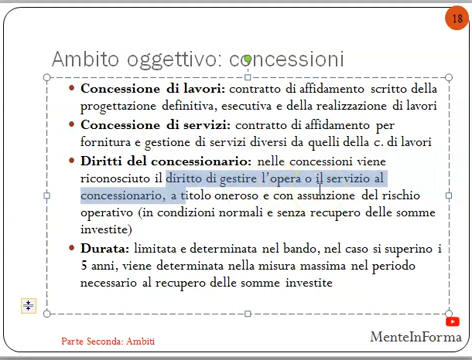 18
Ambito oggettivo: concessioni
Concessione di lavori: contratto di affidamento scritto della
progettazione definitiva, esecutiva e della realizzazione di lavori
Concessione di servizi: contratto di affidamento per
fornitura e gestione di servizi diversi da quelli della c. di lavori
Diritti del concessionario: nelle concessioni viene
riconosciuto il diritto di gestire l'opera o il servizio al
concessionario, a titolo oneroso e con assunzione del rischio
operativo (in condizioni normali e senza recupero delle somme
investite)
Durata: limitata e determinata nel bando, nel caso si superino i
5 anni, viene determinata nella misura massima nel periodo
necessario al recupero delle somme investite
Parte Seconda: Ambiti
MenteInForma